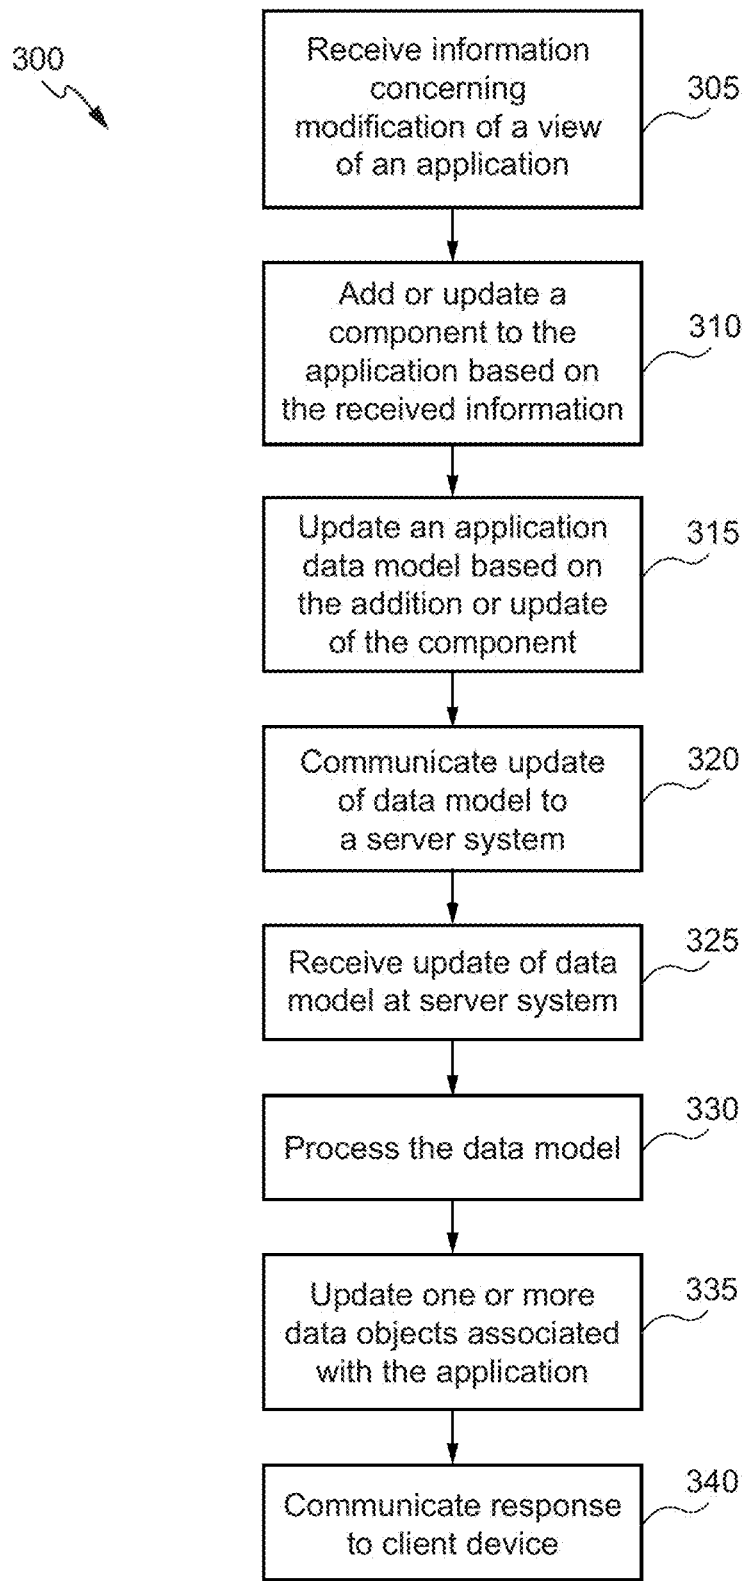 300
Receive information
concerning
modification of a view
of an application
305
Add or update a
component to the
application based on
the received information
310
Update an application
data model based on
the addition or update
of the component
315
Communicate update
of data model to
a server system
320
Receive update of data
model at server system
325
Process the data model
330
Update one or more
data objects associated
with the application
335
Communicate response
to client device
340